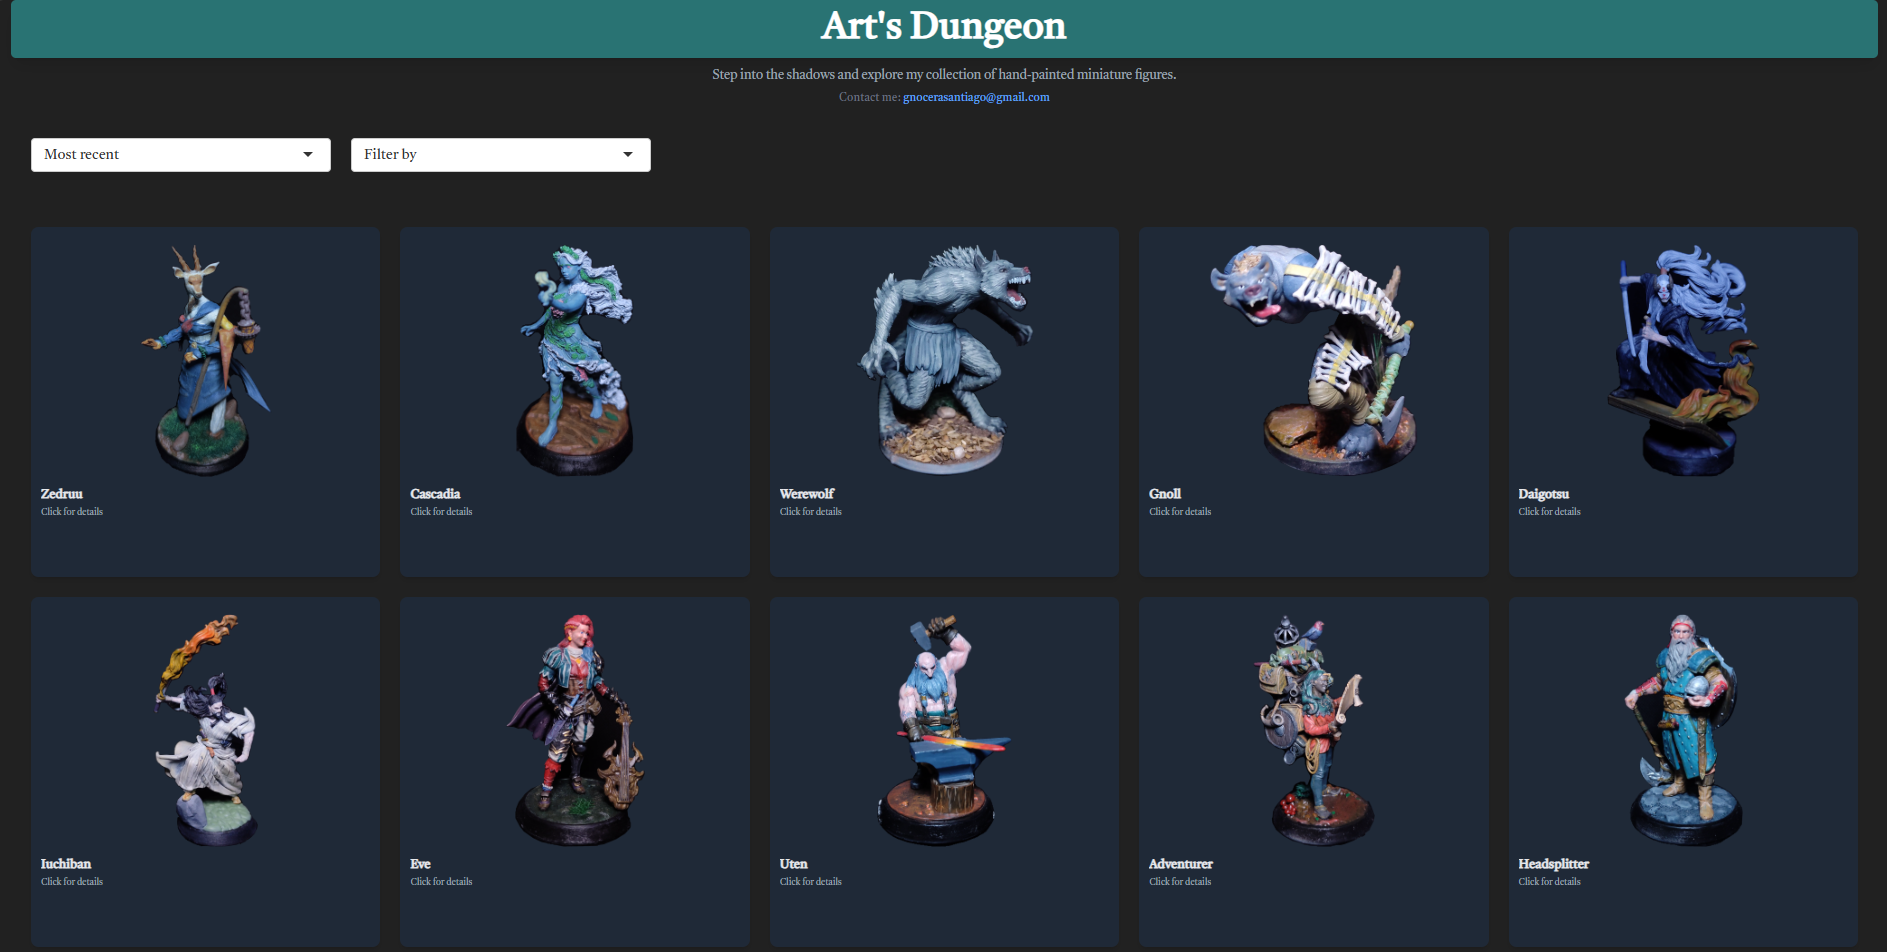 Art's Dungeon
Step into the shadows and explore my collection of hand-painted miniature figures.
Contact me: gnocerasantiago@gmail.com
Most recent
Filter by
Zedruu
Click for details
Cascadia
Click for details
Werewolf
Click for details
Gnoll
Click for details
Daigotsu
Click for details
Iuchiban
Click for details
Eve
Click for details
Uten
Click for details
Adventurer
Click for details
Headsplitter
Click for details